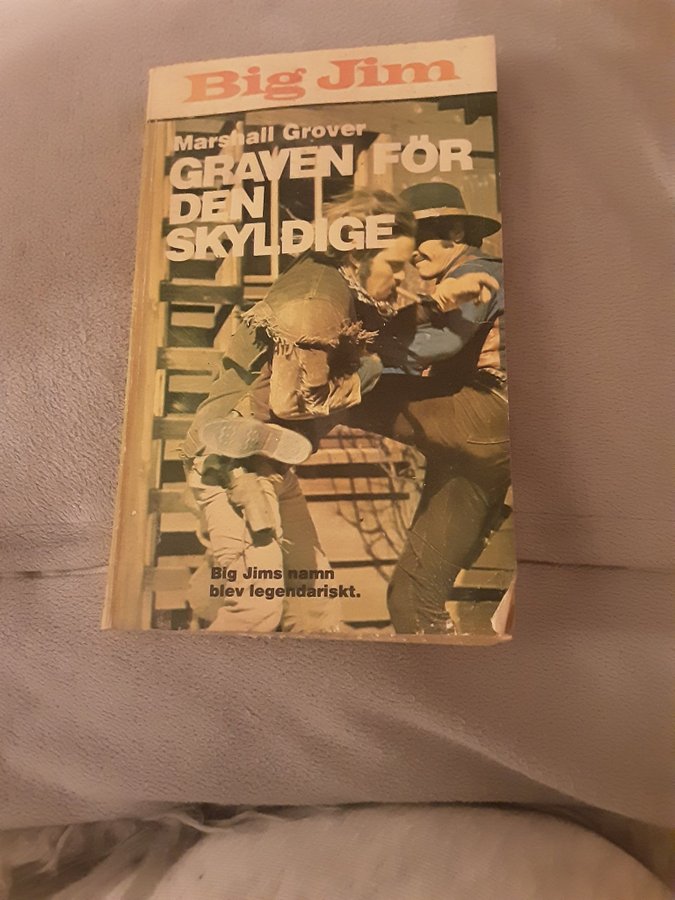 Big Jim
Marshall Grover
GRAVEN FÖR
DEN
SKYLDIGE
Big Jims namn
blev legendariskt.